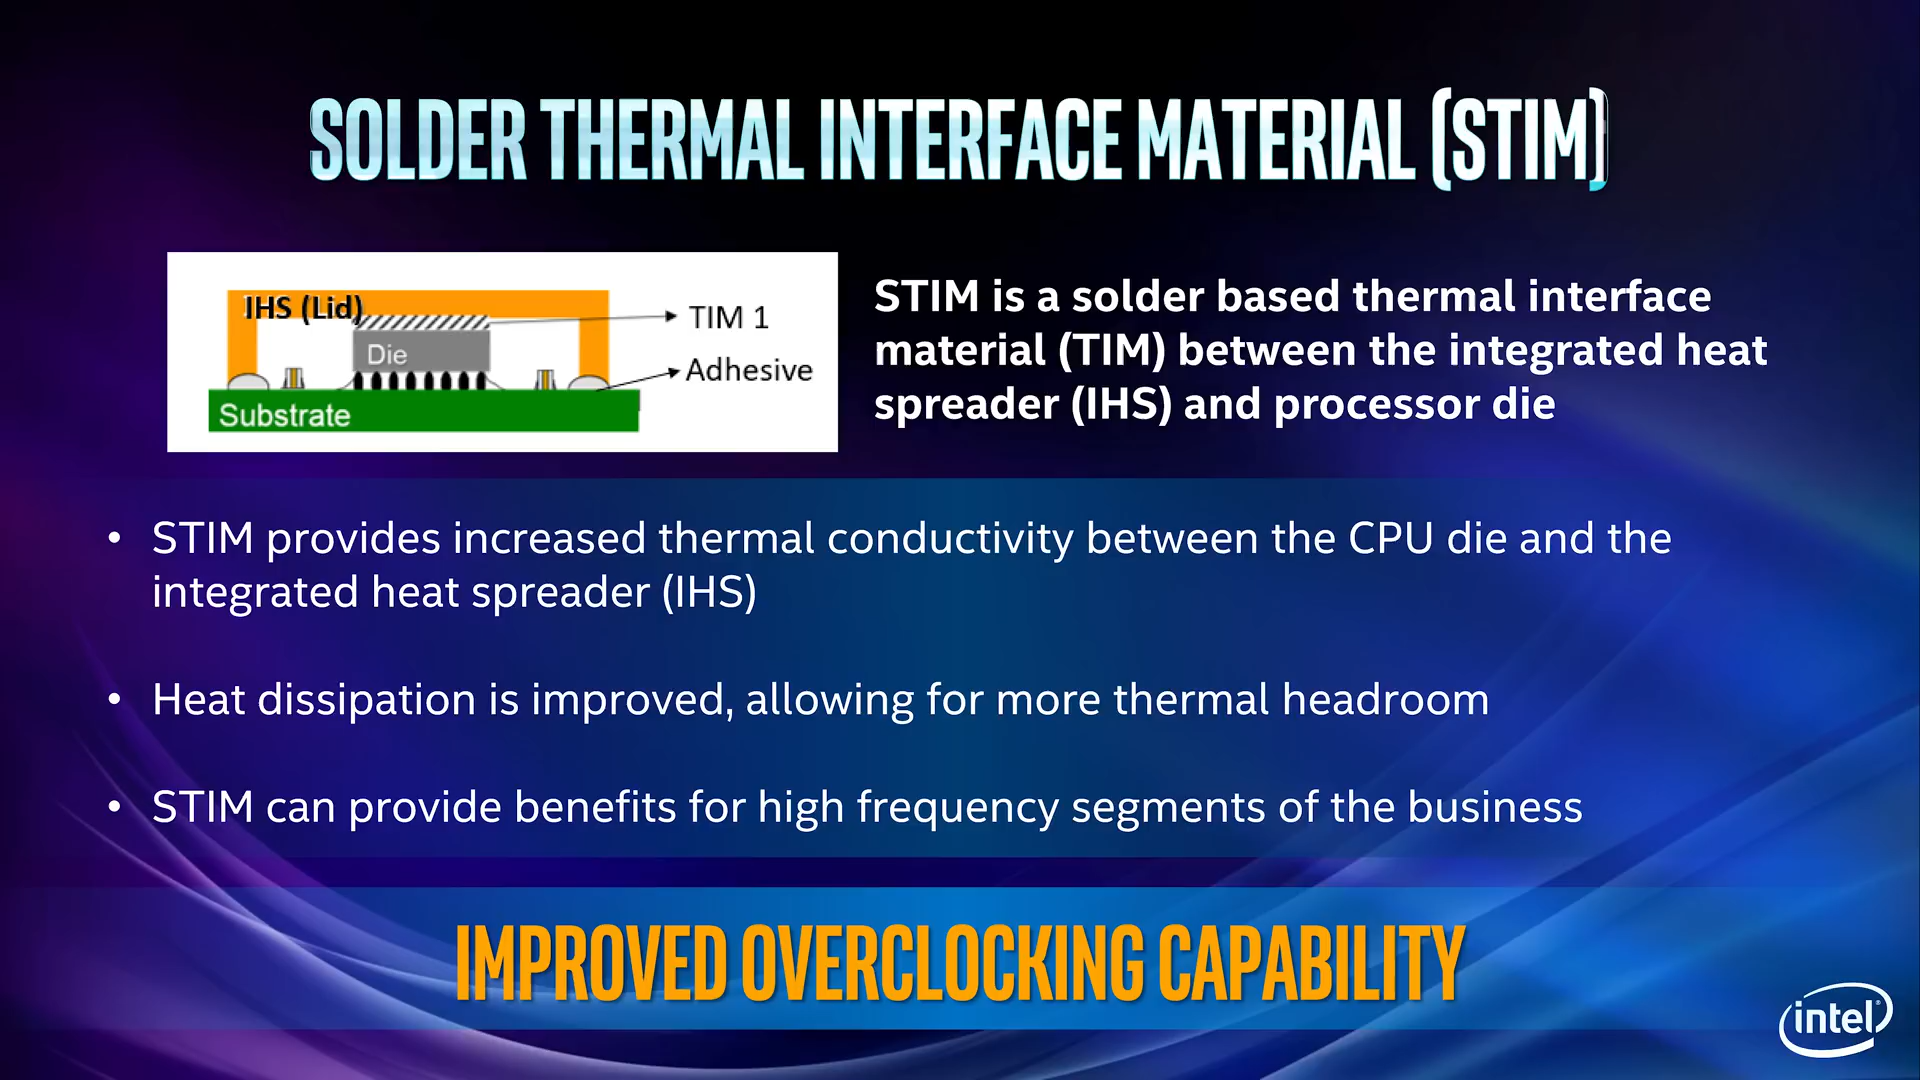 SOLDER THERMAL INTERFACE MATERIAL (STIM)
IHS (Lid)
TIM 1
Die
Adhesive
Substrate
STIM is a solder based thermal interface
material (TIM) between the integrated heat
spreader (IHS) and processor die
• STIM provides increased thermal conductivity between the CPU die and the
integrated heat spreader (IHS)
• Heat dissipation is improved, allowing for more thermal headroom
• STIM can provide benefits for high frequency segments of the business
IMPROVED OVERCLOCKING CAPABILITY
intel®